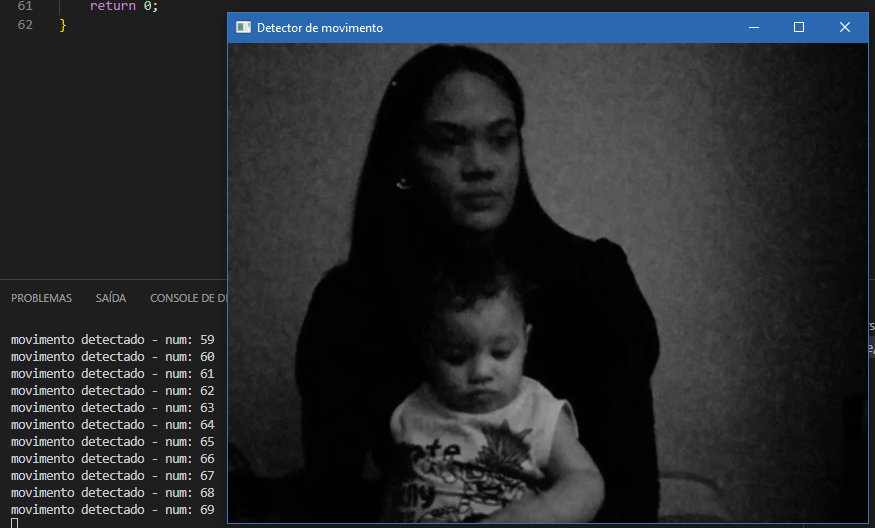 61 return 0;
62 }
Detector de movimento
PROBLEMAS SAÍDA CONSOLE DE
movimento detectado - num: 59
movimento detectado - num: 60
movimento detectado - num: 61
movimento detectado - num: 62
movimento detectado - num: 63
movimento detectado - num: 64
movimento detectado - num: 65
movimento detectado - num: 66
movimento detectado - num: 67
movimento detectado - num: 68
movimento detectado - num: 69